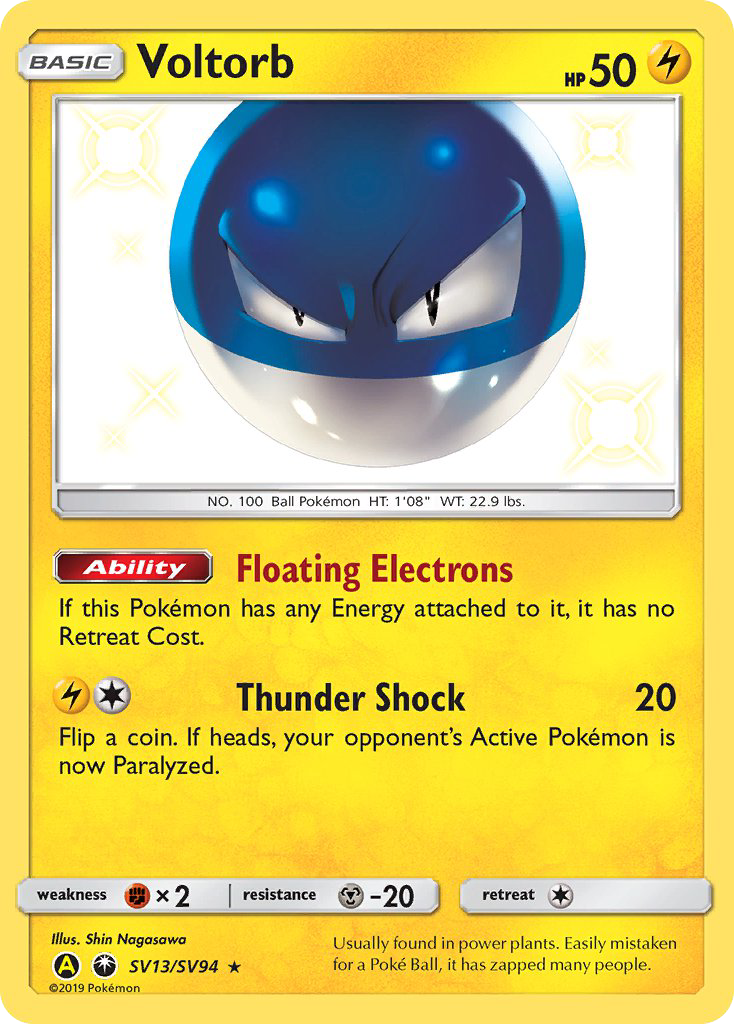 BASIC Voltorb HP 50
NO. 100 Ball Pokémon HT: 1'08" WT: 22.9 lbs.
Ability Floating Electrons
If this Pokémon has any Energy attached to it, it has no
Retreat Cost.
Thunder Shock 20
Flip a coin. If heads, your opponent's Active Pokémon is
now Paralyzed.
weakness ×2 resistance -20 retreat
Illus. Shin Nagasawa
A SV13/SV94 ★
©2019 Pokémon
Usually found in power plants. Easily mistaken
for a Poké Ball, it has zapped many people.